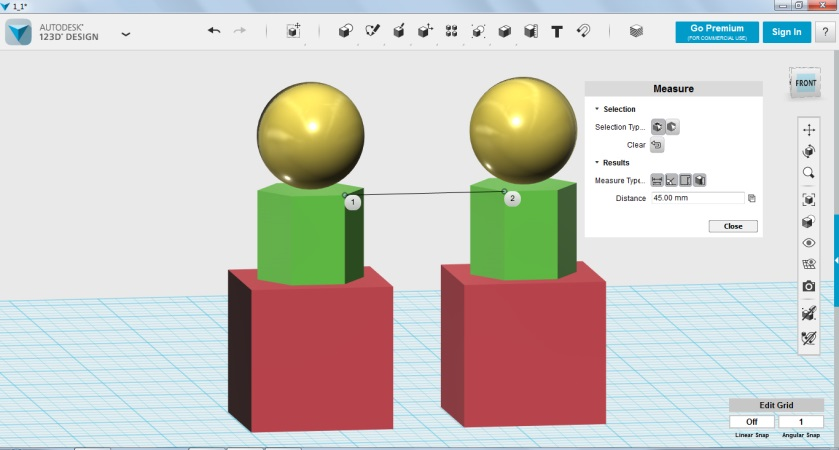 1_1*
AUTODESK®
123D® DESIGN
Go Premium
(FOR COMMERCIAL USE)
Sign In
?
FRONT
Measure
Selection
Selection Typ...
Clear
Results
Measure Typ...
Distance 45.00 mm
Close
1
2
Edit Grid
Off 1
Linear Snap Angular Snap